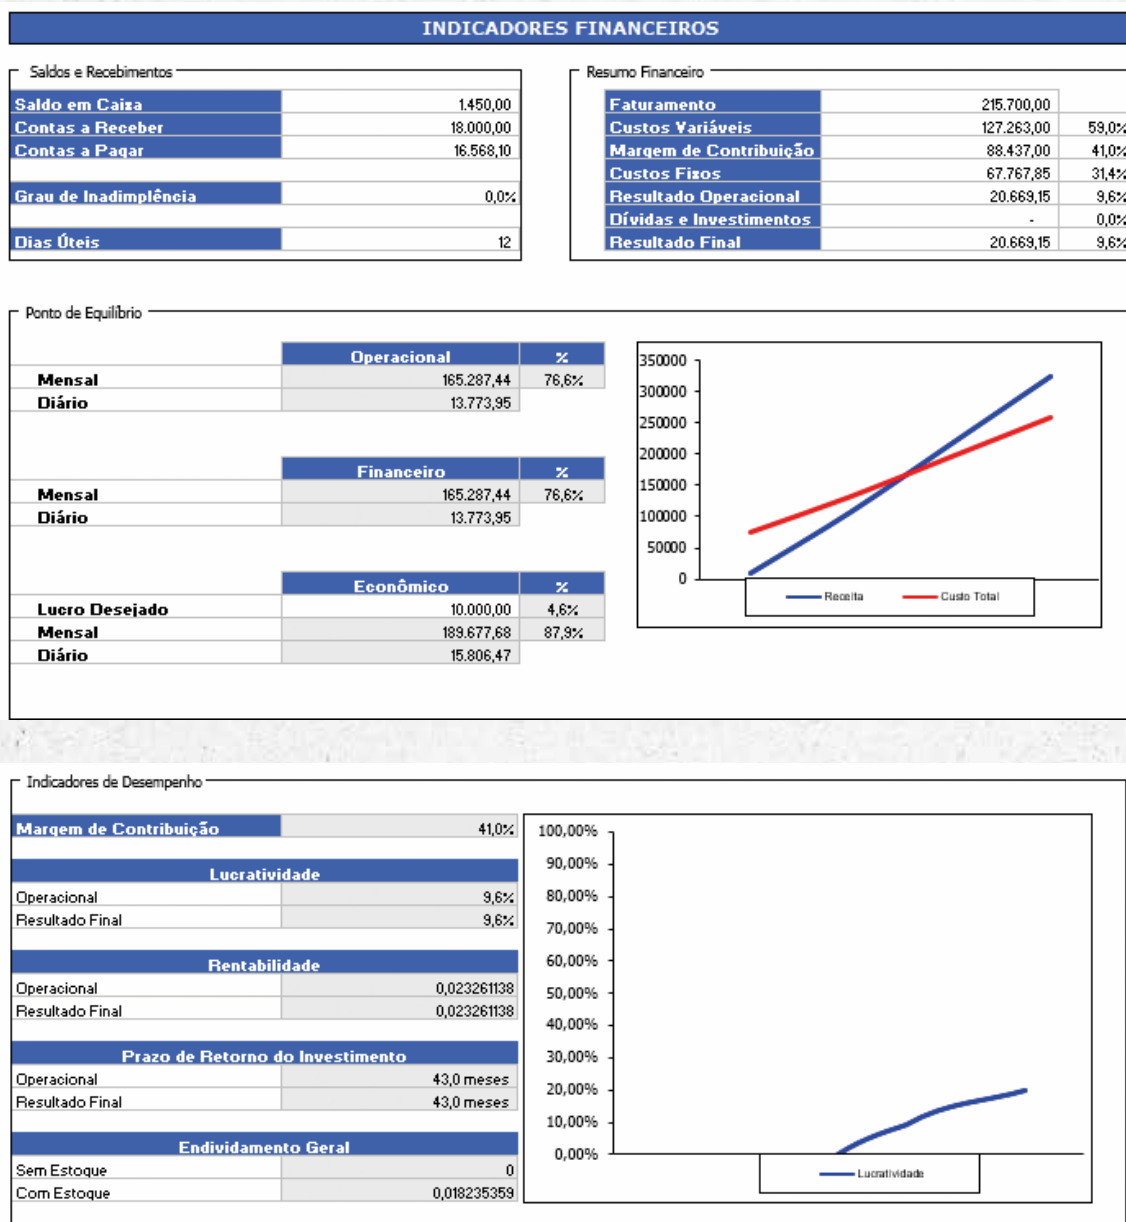 INDICADORES FINANCEIROS
Saldos e Recebimentos
Saldo em Caixa 1.450,00
Contas a Receber 18.000,00
Contas a Pagar 16.568,10
Grau de Inadimplência 0,0%
Dias Úteis 12
Resumo Financeiro
Faturamento 215.700,00
Custos Variáveis 127.263,00 59,0%
Margem de Contribuição 88.437,00 41,0%
Custos Fixos 67.767,85 31,4%
Resultado Operacional 20.669,15 9,6%
Dívidas e Investimentos - 0,0%
Resultado Final 20.669,15 9,6%
Ponto de Equilíbrio
Operacional %
Mensal 165.287,44 76,6%
Diário 13.773,95
Financeiro %
Mensal 165.287,44 76,6%
Diário 13.773,95
Econômico %
Lucro Desejado 10.000,00 4,6%
Mensal 189.677,68 87,9%
Diário 15.806,47
350000
300000
250000
200000
150000
100000
50000
0
Receita Custo Total
Indicadores de Desempenho
Margem de Contribuição 41,0%
Lucratividade
Operacional 9,6%
Resultado Final 9,6%
Rentabilidade
Operacional 0,023261138
Resultado Final 0,023261138
Prazo de Retorno do Investimento
Operacional 43,0 meses
Resultado Final 43,0 meses
Endividamento Geral
Sem Estoque 0
Com Estoque 0,018235359
100,00%
90,00%
80,00%
70,00%
60,00%
50,00%
40,00%
30,00%
20,00%
10,00%
0,00%
Lucratividade